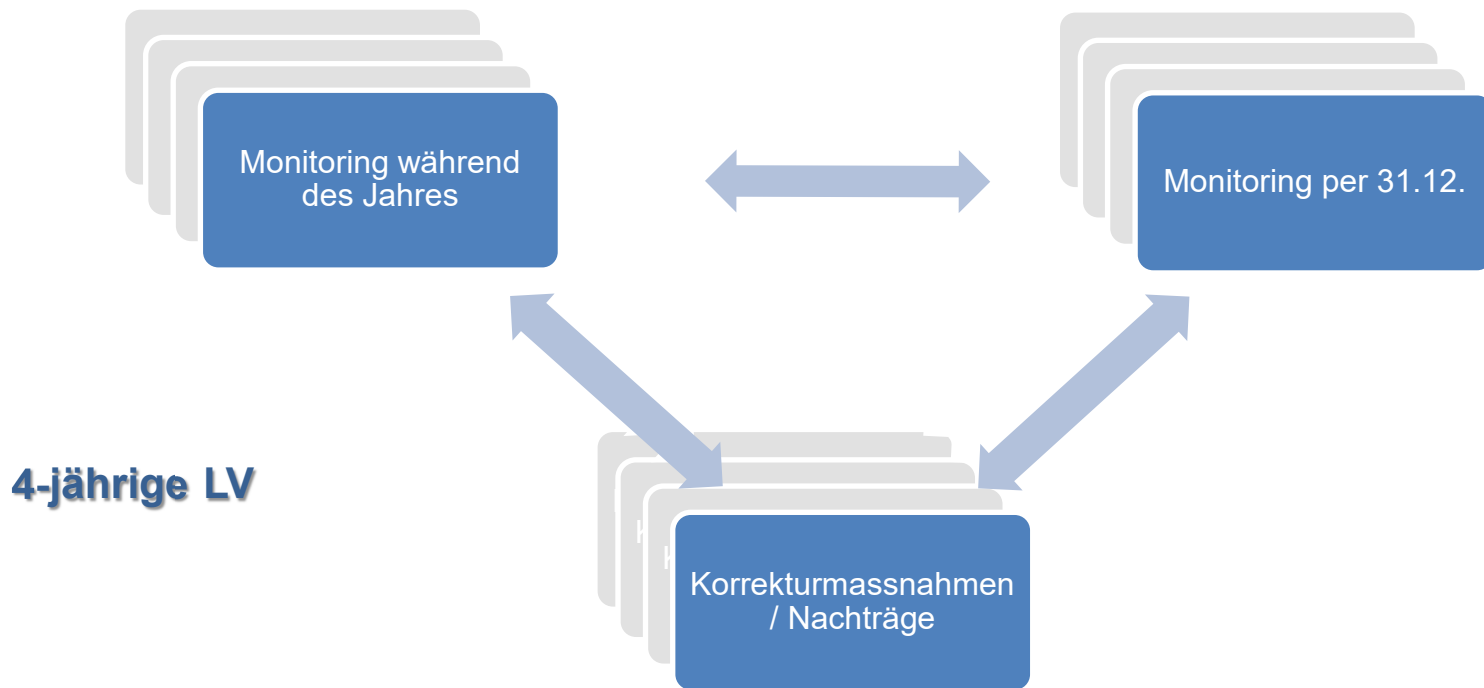 Monitoring während
des Jahres
Monitoring per 31.12.
4-jährige LV
Korrekturmassnahmen
/ Nachträge